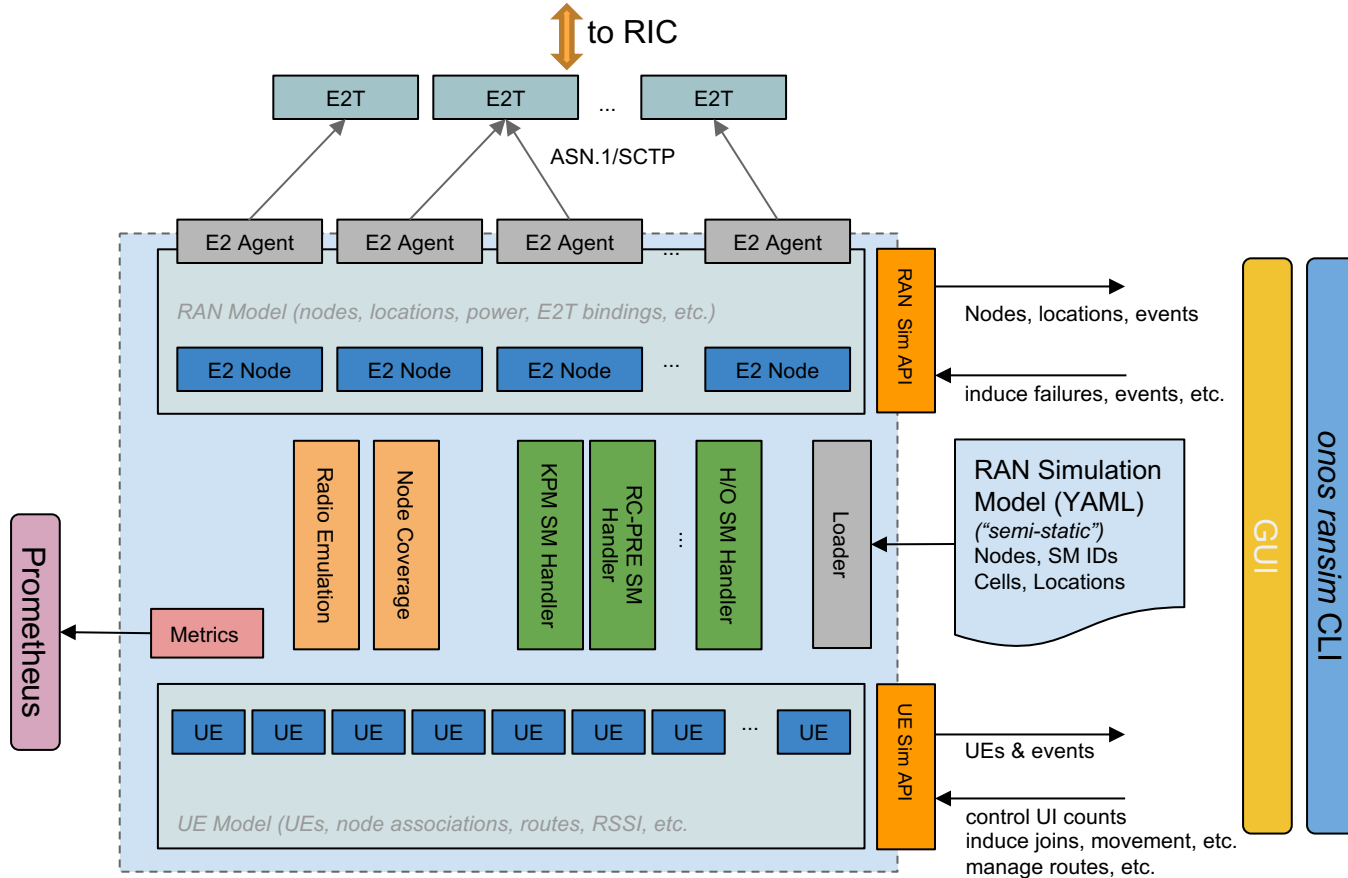 to RIC
E2T
E2T
...
E2T
ASN.1/SCTP
E2 Agent
E2 Agent
E2 Agent
...
E2 Agent
RAN Model (nodes, locations, power, E2T bindings, etc.)
E2 Node
E2 Node
E2 Node
...
E2 Node
RAN Sim API
Nodes, locations, events
induce failures, events, etc.
Radio Emulation
Node Coverage
KPM SM Handler
RC-PRE SM
Handler
...
H/O SM Handler
Loader
RAN Simulation
Model (YAML)
(“semi-static”)
Nodes, SM IDs
Cells, Locations
GUI
onos ransim CLI
Prometheus
Metrics
UE
UE
UE
UE
UE
UE
UE
...
UE
UE Model (UEs, node associations, routes, RSSI, etc.
UE Sim API
UEs & events
control UI counts
induce joins, movement, etc.
manage routes, etc.